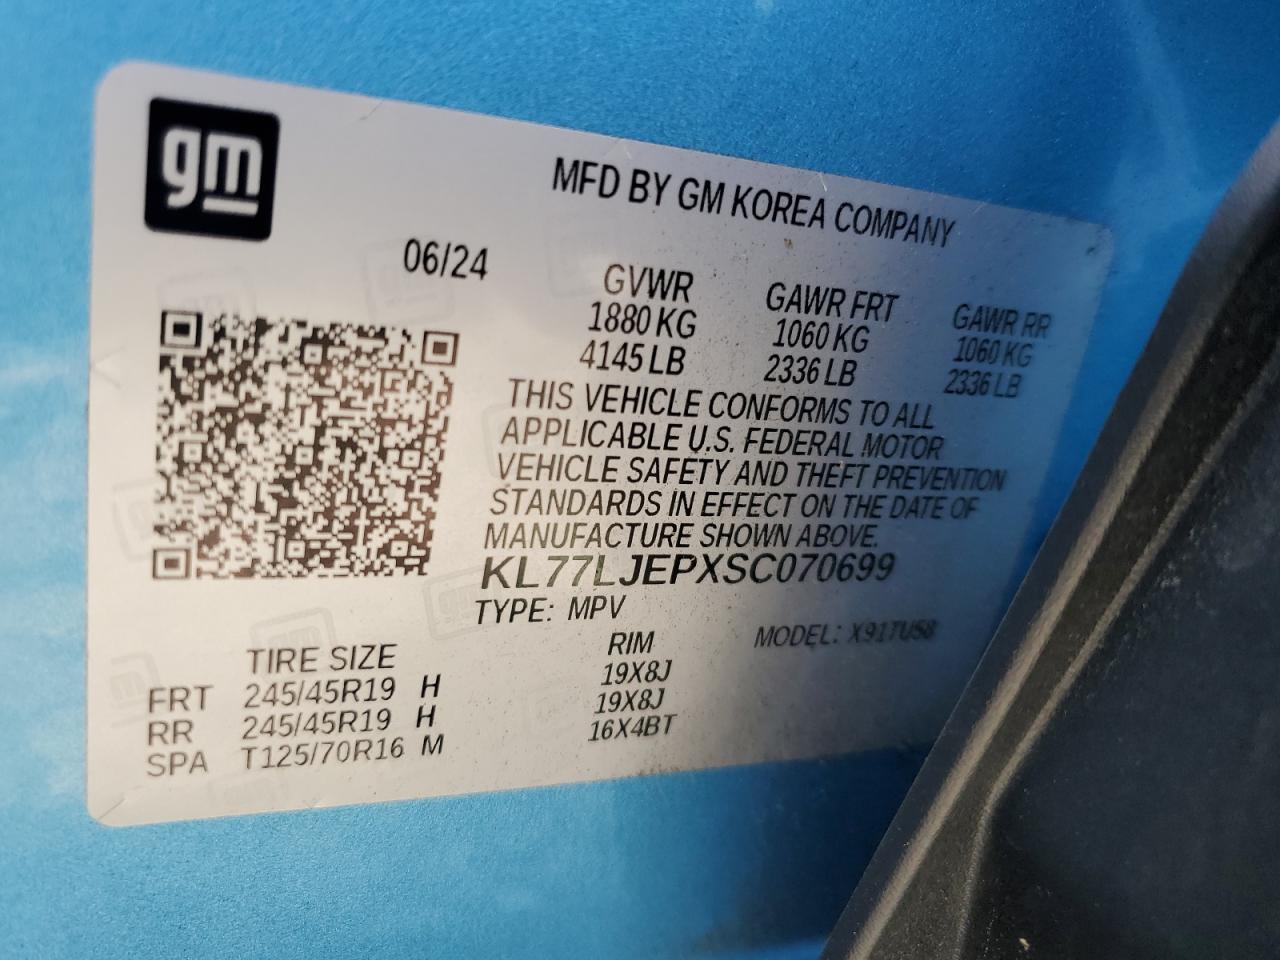 gm
MFD BY GM KOREA COMPANY
06/24
GVWR GAWR FRT GAWR RR
1880 KG 1060 KG 1060 KG
4145 LB 2336 LB 2336 LB
THIS VEHICLE CONFORMS TO ALL
APPLICABLE U.S. FEDERAL MOTOR
VEHICLE SAFETY AND THEFT PREVENTION
STANDARDS IN EFFECT ON THE DATE OF
MANUFACTURE SHOWN ABOVE.
KL77LJEPXSC070699
TYPE: MPV MODEL: X91TU58
TIRE SIZE RIM
FRT 245/45R19 H 19X8J
RR 245/45R19 H 19X8J
SPA T125/70R16 M 16X4BT